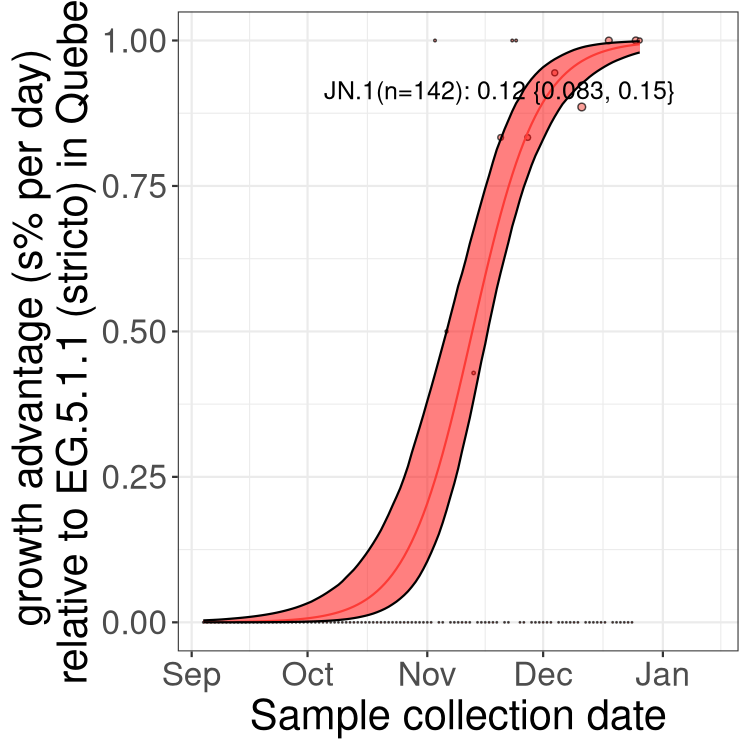 growth advantage (s% per day)
relative to EG.5.1.1 (stricto) in Quebe
1.00
0.75
0.50
0.25
0.00
JN.1(n=142): 0.12 {0.083, 0.15}
Sep Oct Nov Dec Jan
Sample collection date